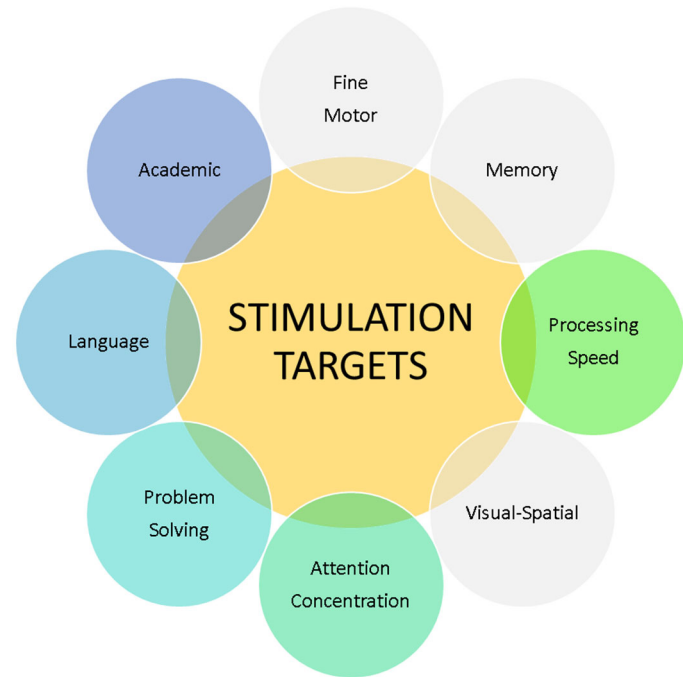 Fine
Motor
Memory
Processing
Speed
Visual-Spatial
Attention
Concentration
Problem
Solving
Language
Academic
STIMULATION
TARGETS